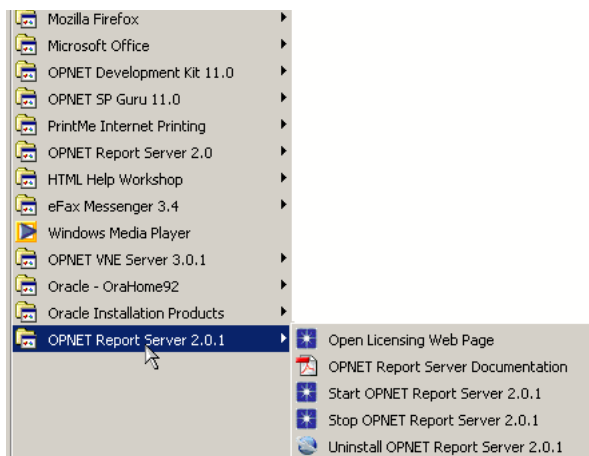 Mozilla Firefox
Microsoft Office
OPNET Development Kit 11.0
OPNET SP Guru 11.0
PrintMe Internet Printing
OPNET Report Server 2.0
HTML Help Workshop
eFax Messenger 3.4
Windows Media Player
OPNET VNE Server 3.0.1
Oracle - OraHome92
Oracle Installation Products
OPNET Report Server 2.0.1
Open Licensing Web Page
OPNET Report Server Documentation
Start OPNET Report Server 2.0.1
Stop OPNET Report Server 2.0.1
Uninstall OPNET Report Server 2.0.1